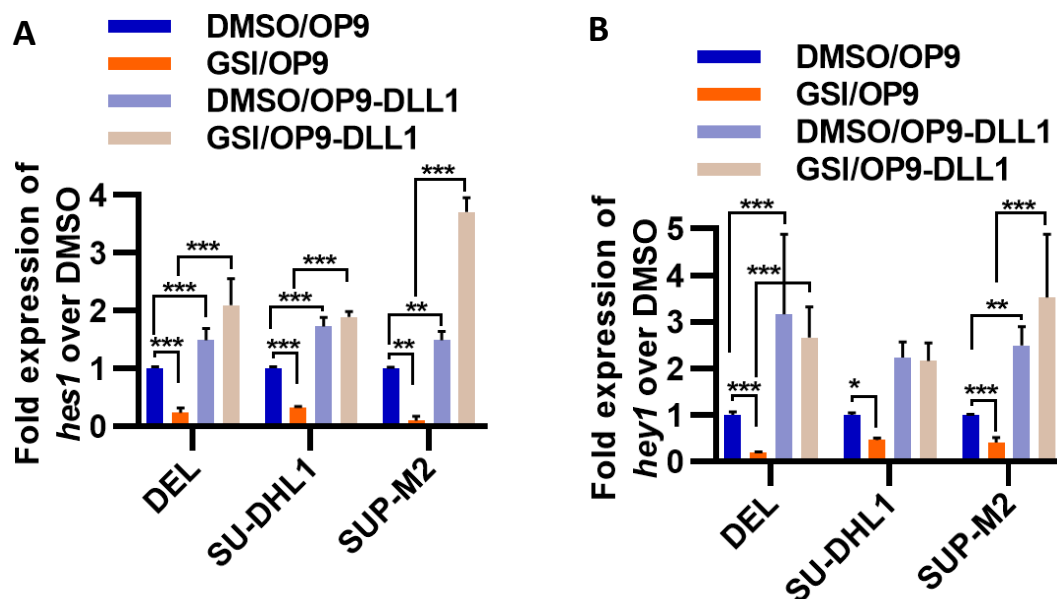 A
DMSO/OP9
GSI/OP9
DMSO/OP9-DLL1
GSI/OP9-DLL1
Fold expression of
hes1 over DMSO
4
3
2
1
0
***
***
***
***
***
***
**
**
***
DEL
SU-DHL1
SUP-M2
B
DMSO/OP9
GSI/OP9
DMSO/OP9-DLL1
GSI/OP9-DLL1
Fold expression of
hey1 over DMSO
5
4
3
2
1
0
***
***
***
*
***
**
***
DEL
SU-DHL1
SUP-M2